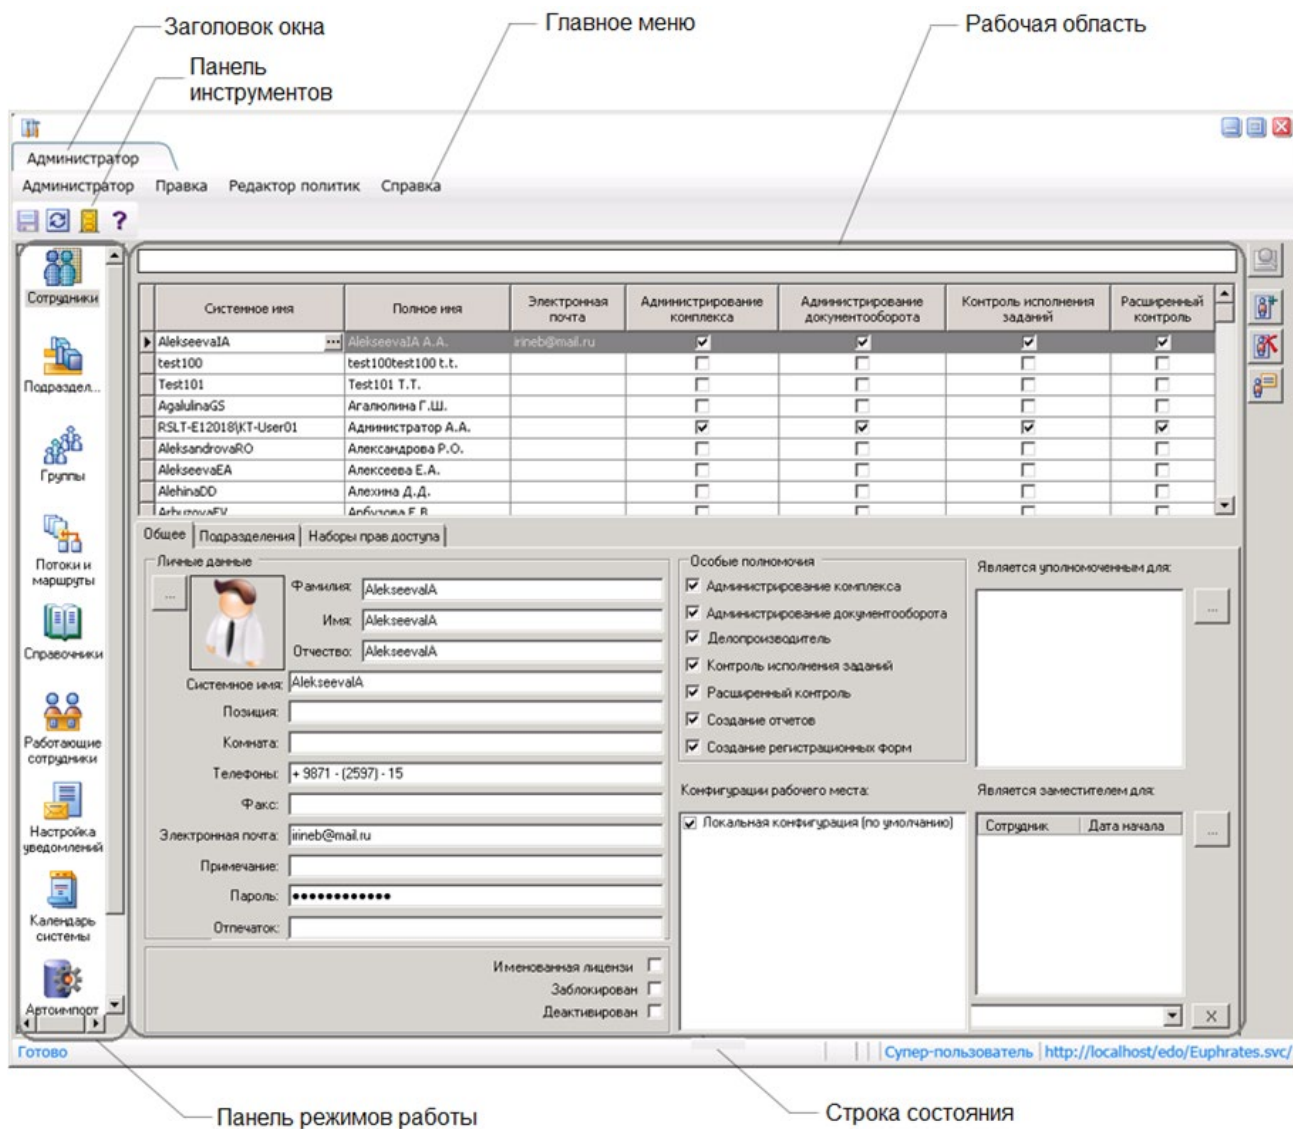 Заголовок окна
Главное меню
Рабочая область
Панель
инструментов
Администратор
Администратор Правка Редактор политик Справка
?
Сотрудники
Подраздел...
Группы
Потоки и
маршруты
Справочники
Работающие
сотрудники
Настройка
уведомлений
Календарь
системы
Автоимпорт
Системное имя Полное имя Электронная почта Администрирование комплекса Администрирование документооборота Контроль исполнения заданий Расширенный контроль
AlekseevaIA ... AlekseevaIA A.A. irineb@mail.ru
test100 test100test100 t.t.
Test101 Test101 T.T.
AgalulinaGS Агалюлина Г.Ш.
RSLT-E12018\KT-User01 Администратор А.А.
AleksandrovaRO Александрова Р.О.
AlekseevaEA Алексеева Е.А.
AlehinaDD Алехина Д.Д.
ArbuzovaEV Арбузова Е.В.
Общее Подразделения Наборы прав доступа
Личные данные
...
Фамилия: AlekseevaIA
Имя: AlekseevaIA
Отчество: AlekseevaIA
Системное имя: AlekseevaIA
Позиция:
Комната:
Телефоны: + 9871 - (2597) - 15
Факс:
Электронная почта: irineb@mail.ru
Примечание:
Пароль: ●●●●●●●●●●●●
Отпечаток:
Именованная лицензи
Заблокирован
Деактивирован
Особые полномочия
Администрирование комплекса
Администрирование документооборота
Делопроизводитель
Контроль исполнения заданий
Расширенный контроль
Создание отчетов
Создание регистрационных форм
Конфигурации рабочего места:
Локальная конфигурация (по умолчанию)
Является уполномоченным для:
...
Является заместителем для:
Сотрудник Дата начала
...
X
Готово
Супер-пользователь http://localhost/edo/Euphrates.svc/
Панель режимов работы
Строка состояния